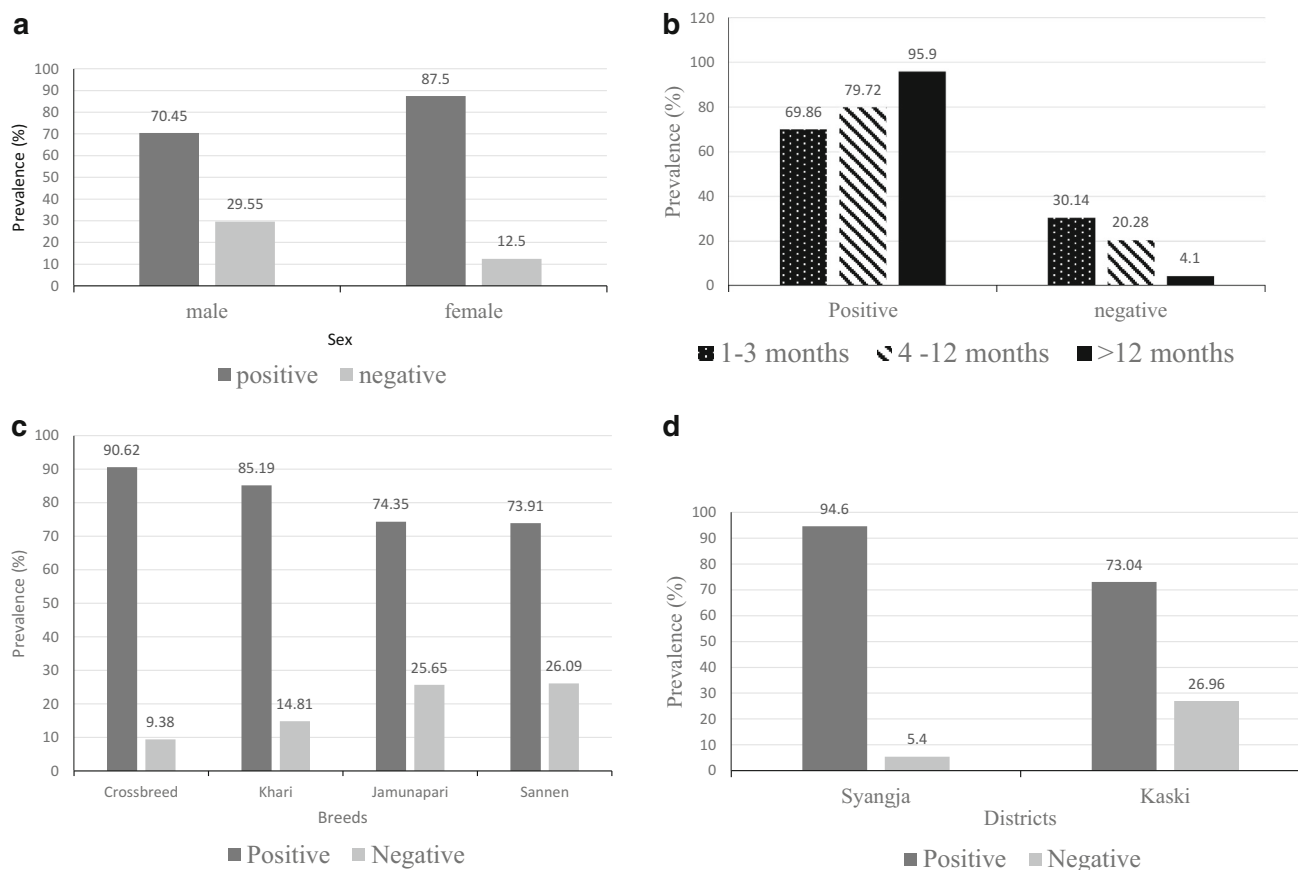 a
100
90
80
70
60
50
40
30
20
10
0
Prevalence (%)
70.45
29.55
87.5
12.5
male
female
Sex
positive
negative
b
120
100
80
60
40
20
0
Prevalence (%)
69.86
79.72
95.9
30.14
20.28
4.1
Positive
negative
1-3 months
4 -12 months
>12 months
c
100
90
80
70
60
50
40
30
20
10
0
Prevalence (%)
90.62
9.38
85.19
14.81
74.35
25.65
73.91
26.09
Crossbreed
Khari
Jamunapari
Sannen
Breeds
Positive
Negative
d
100
90
80
70
60
50
40
30
20
10
0
Prevalence (%)
94.6
5.4
73.04
26.96
Syangja
Kaski
Districts
Positive
Negative